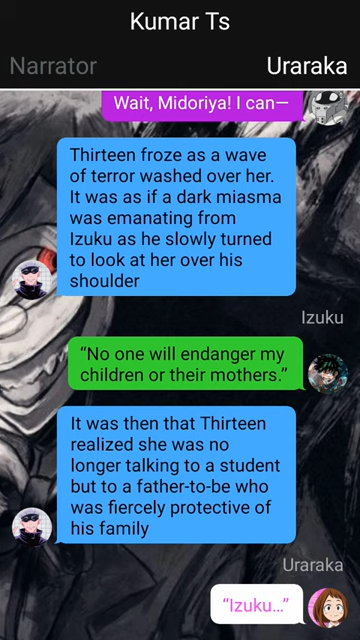 Kumar Ts
Narrator
Uraraka
Wait, Midoriya! I can—
Thirteen froze as a wave
of terror washed over her.
It was as if a dark miasma
was emanating from
Izuku as he slowly turned
to look at her over his
shoulder
Izuku
“No one will endanger my
children or their mothers.”
It was then that Thirteen
realized she was no
longer talking to a student
but to a father-to-be who
was fiercely protective of
his family
Uraraka
“Izuku…”